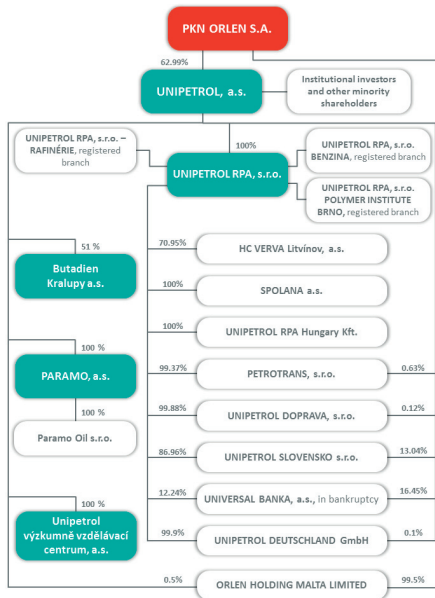 PKN ORLEN S.A.
62.99%
UNIPETROL, a.s.
Institutional investors
and other minority
shareholders
UNIPETROL RPA, s.r.o. –
RAFINÉRIE, registered
branch
100%
UNIPETROL RPA, s.r.o.
BENZINA, registered branch
UNIPETROL RPA, s.r.o.
UNIPETROL RPA, s.r.o.
POLYMER INSTITUTE
BRNO, registered branch
51 %
Butadien
Kralupy a.s.
70.95%
HC VERVA Litvínov, a.s.
100%
SPOLANA a.s.
100%
UNIPETROL RPA Hungary Kft.
100 %
PARAMO, a.s.
99.37%
PETROTRANS, s.r.o.
0.63%
100 %
Paramo Oil s.r.o.
99.88%
UNIPETROL DOPRAVA, s.r.o.
0.12%
86.96%
UNIPETROL SLOVENSKO s.r.o.
13.04%
12.24%
UNIVERSAL BANKA, a.s., in bankruptcy
16.45%
100 %
Unipetrol
výzkumně vzdělávací
centrum, a.s.
99.9%
UNIPETROL DEUTSCHLAND GmbH
0.1%
0.5%
ORLEN HOLDING MALTA LIMITED
99.5%